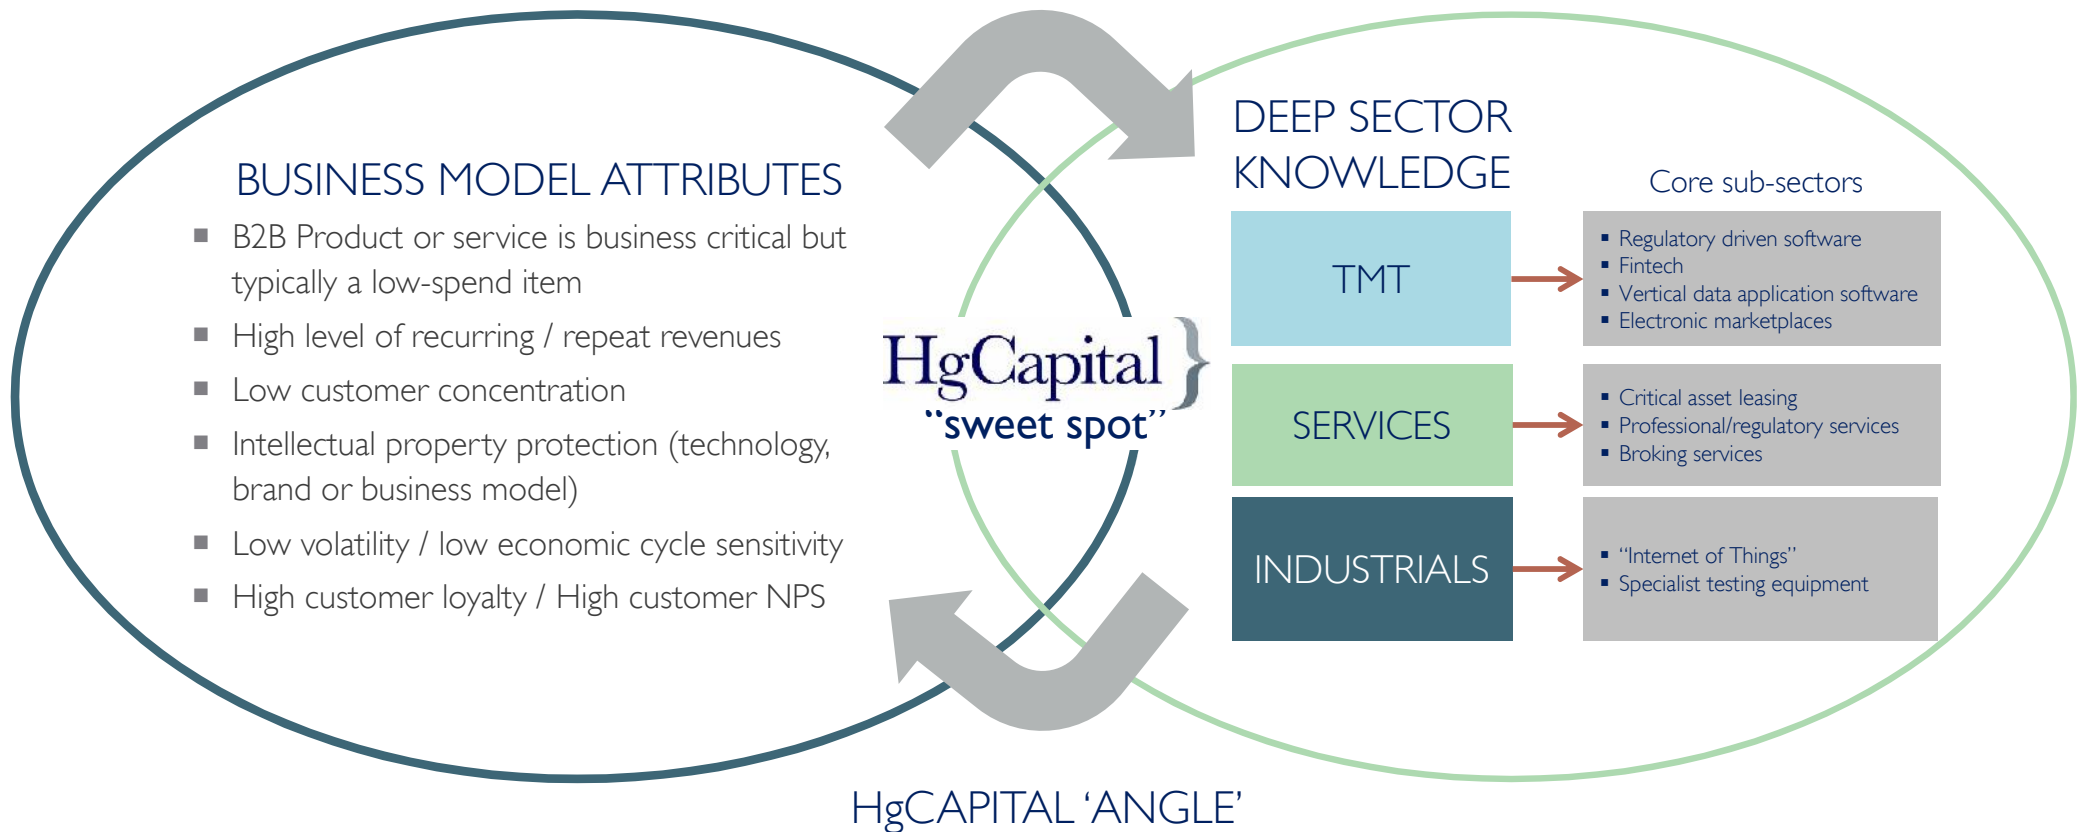 BUSINESS MODEL ATTRIBUTES
▪ B2B Product or service is business critical but
typically a low-spend item
▪ High level of recurring / repeat revenues
▪ Low customer concentration
▪ Intellectual property protection (technology,
brand or business model)
▪ Low volatility / low economic cycle sensitivity
▪ High customer loyalty / High customer NPS
HgCapital }
“sweet spot”
DEEP SECTOR
KNOWLEDGE
Core sub-sectors
TMT
▪ Regulatory driven software
▪ Fintech
▪ Vertical data application software
▪ Electronic marketplaces
SERVICES
▪ Critical asset leasing
▪ Professional/regulatory services
▪ Broking services
INDUSTRIALS
▪ “Internet of Things”
▪ Specialist testing equipment
HgCAPITAL ‘ANGLE’